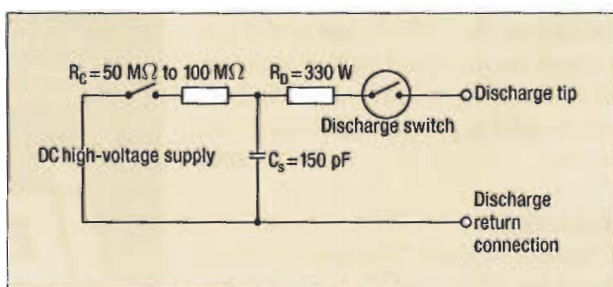 R_C = 50 MΩ to 100 MΩ
R_D = 330 W
Discharge tip
Discharge switch
DC high-voltage supply
C_s = 150 pF
Discharge
return
connection